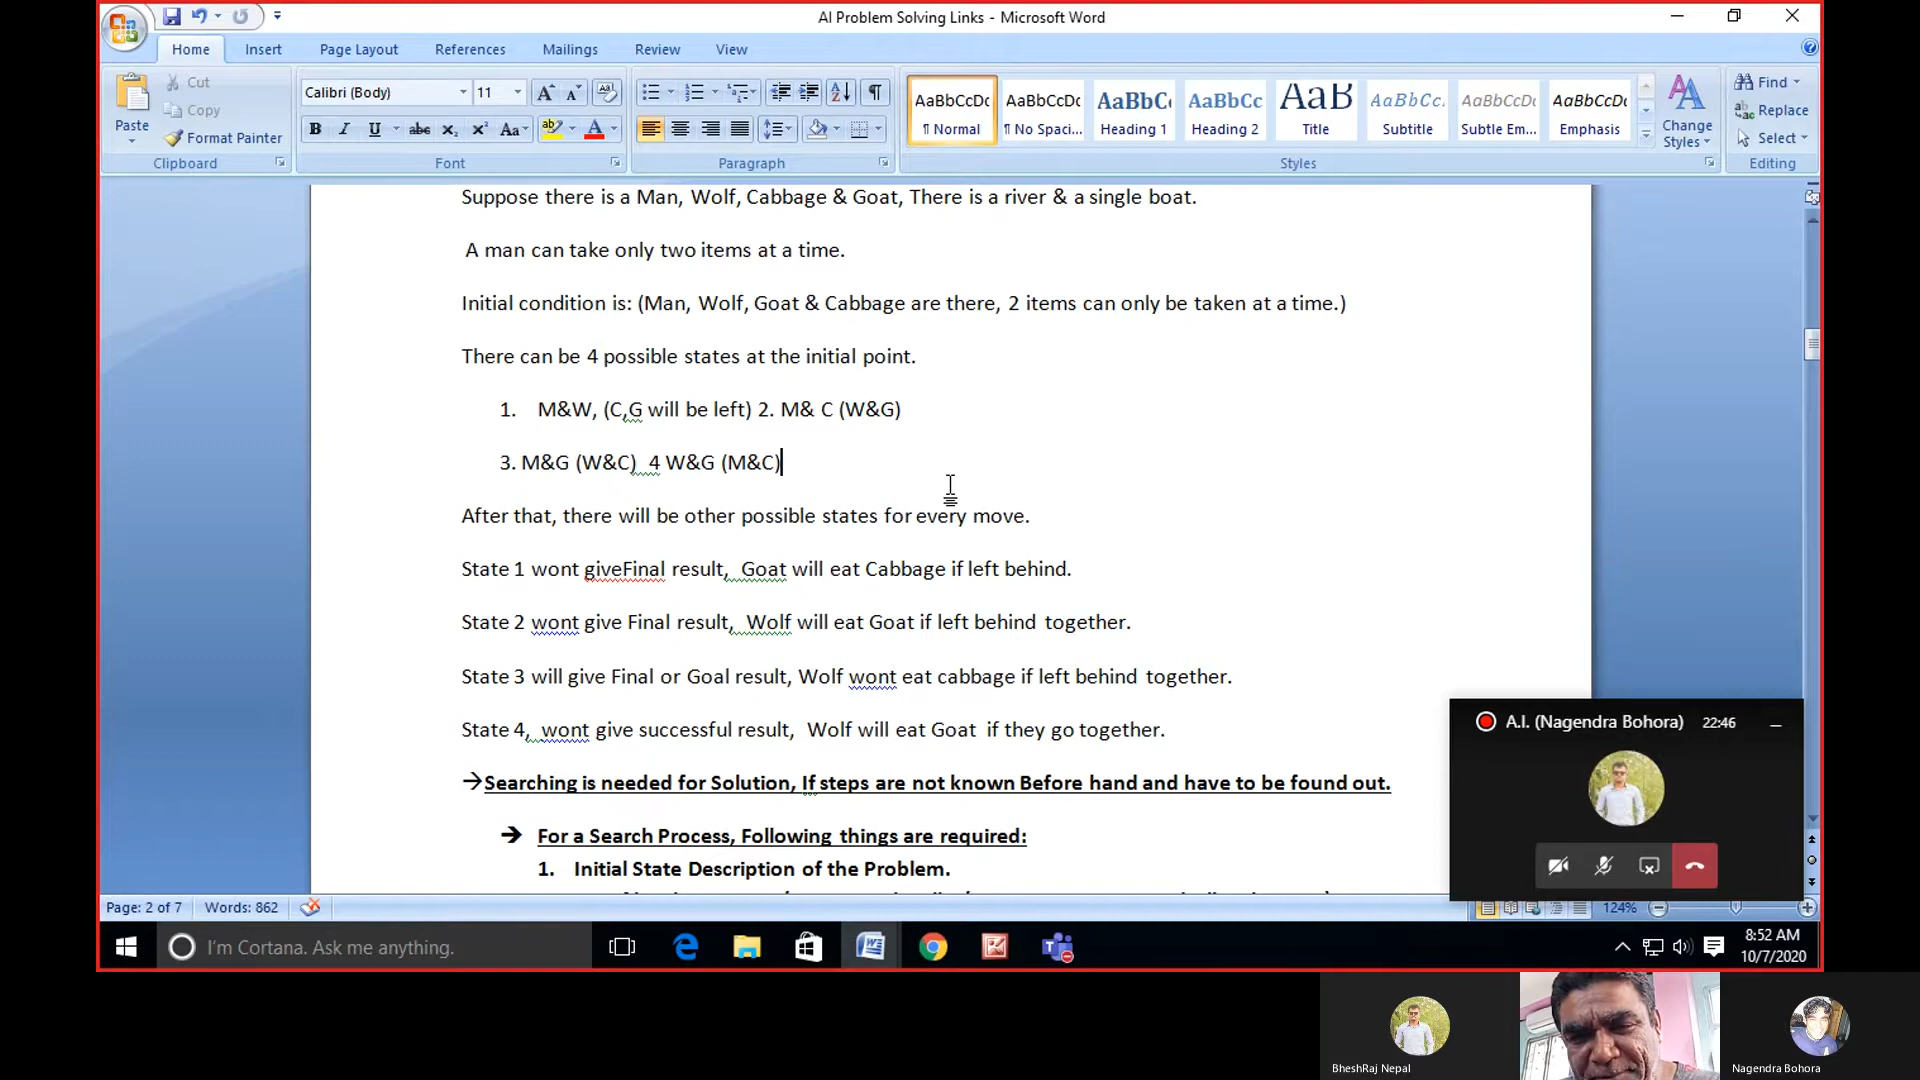 AI Problem Solving Links - Microsoft Word
Home Insert Page Layout References Mailings Review View
Paste
Cut
Copy
Format Painter
Clipboard
Calibri (Body) 11
Font
Paragraph
AaBbCcDc AaBbCcDc AaBbC AaBbCc AaB AaBbCc. AaBbCcDc AaBbCcDc
¶ Normal ¶ No Spaci... Heading 1 Heading 2 Title Subtitle Subtle Em... Emphasis
Change Styles
Styles
Find
Replace
Select
Editing
Suppose there is a Man, Wolf, Cabbage & Goat, There is a river & a single boat.
A man can take only two items at a time.
Initial condition is: (Man, Wolf, Goat & Cabbage are there, 2 items can only be taken at a time.)
There can be 4 possible states at the initial point.
1. M&W, (C,G will be left) 2. M& C (W&G)
3. M&G (W&C) 4 W&G (M&C)
After that, there will be other possible states for every move.
State 1 wont giveFinal result, Goat will eat Cabbage if left behind.
State 2 wont give Final result, Wolf will eat Goat if left behind together.
State 3 will give Final or Goal result, Wolf wont eat cabbage if left behind together.
State 4, wont give successful result, Wolf will eat Goat if they go together.
→Searching is needed for Solution, If steps are not known Before hand and have to be found out.
➔ For a Search Process, Following things are required:
1. Initial State Description of the Problem.
A.I. (Nagendra Bohora) 22:46
Page: 2 of 7 Words: 862
124%
I'm Cortana. Ask me anything.
8:52 AM
10/7/2020
BheshRaj Nepal
Nagendra Bohora